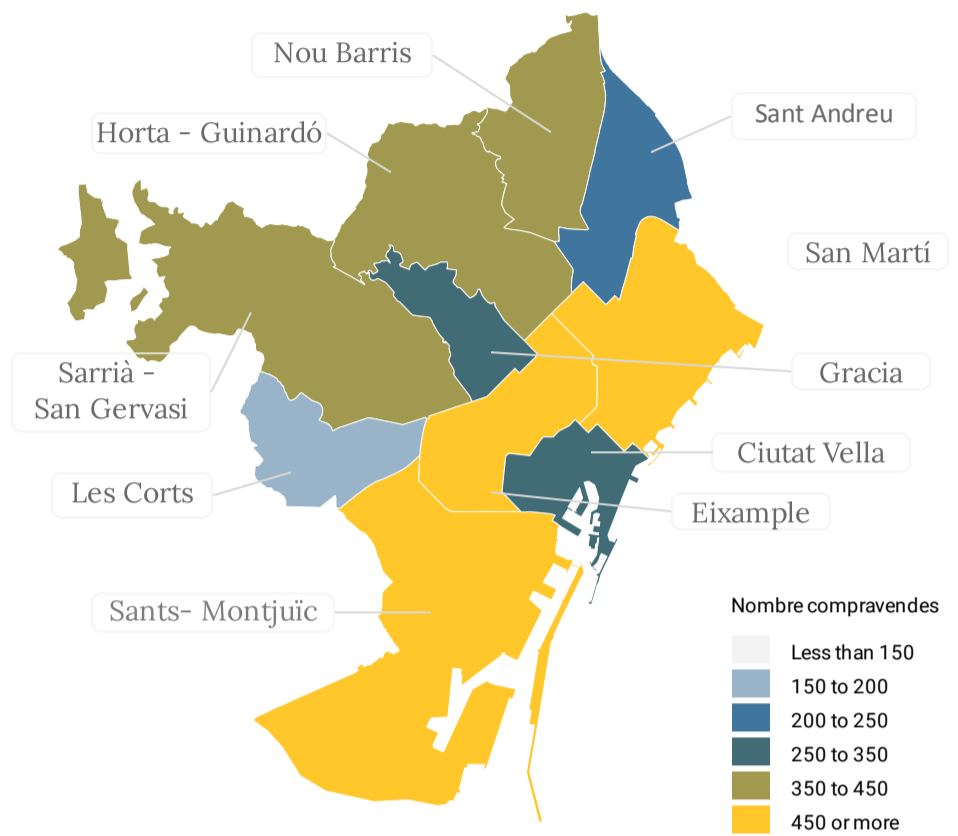 Nou Barris
Sant Andreu
Horta - Guinardó
San Martí
Sarrià -
San Gervasi
Gracia
Ciutat Vella
Les Corts
Eixample
Sants- Montjuïc
Nombre compravendes
Less than 150
150 to 200
200 to 250
250 to 350
350 to 450
450 or more